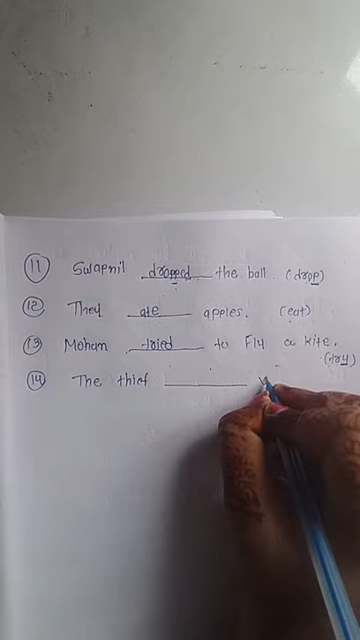 11 Swapnil dropped the ball. (drop)
12 They ate apples. (eat)
13 Mohan tried to Fly a kite.
(try)
14 The thief